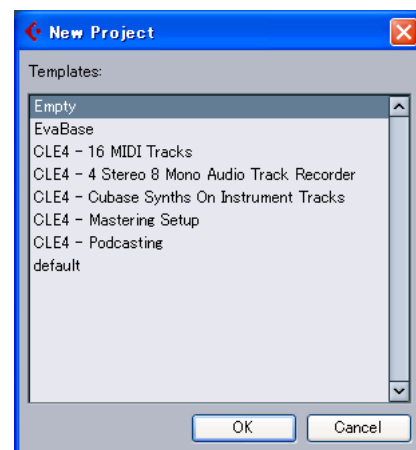 New Project
Templates:
Empty
EvaBase
CLE4 - 16 MIDI Tracks
CLE4 - 4 Stereo 8 Mono Audio Track Recorder
CLE4 - Cubase Synths On Instrument Tracks
CLE4 - Mastering Setup
CLE4 - Podcasting
default
OK Cancel